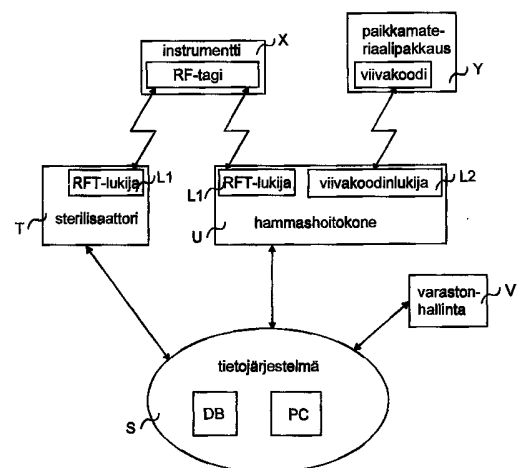 instrumentti
X
RF-tagi
paikkamate-
riaalipakkaus
viivakoodi
Y
RFT-lukija
L1
sterilisaattori
T
L1
RFT-lukija
viivakoodinlukija
L2
U
hammashoitokone
varaston-
hallinta
V
tietojärjestelmä
DB
PC
S